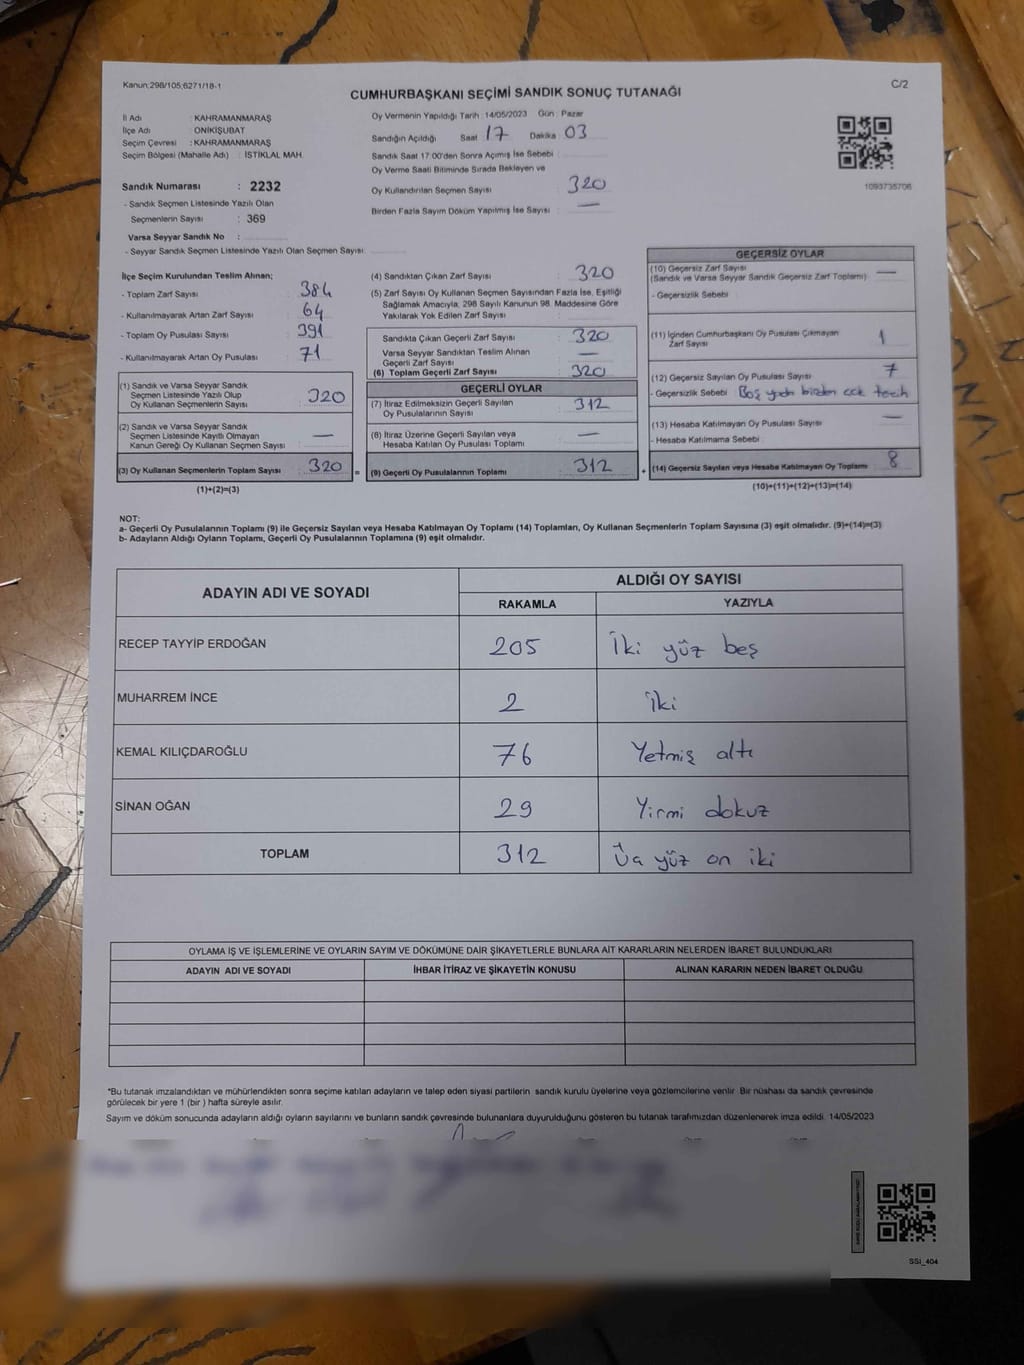 Kanun:298/105;6271/18-1
C/2
CUMHURBAŞKANI SEÇİMİ SANDIK SONUÇ TUTANAĞI
İl Adı : KAHRAMANMARAŞ
İlçe Adı : ONİKİŞUBAT
Seçim Çevresi : KAHRAMANMARAŞ
Seçim Bölgesi (Mahalle Adı) : İSTİKLAL MAH.
Sandık Numarası : 2232
- Sandık Seçmen Listesinde Yazılı Olan
Seçmenlerin Sayısı : 369
Varsa Seyyar Sandık No :
- Seyyar Sandık Seçmen Listesinde Yazılı Olan Seçmen Sayısı:
Oy Vermenin Yapıldığı Tarih : 14/05/2023 Gün : Pazar
Sandığın Açıldığı Saat 17 Dakika 03
Sandık Saat 17:00'den Sonra Açımış İse Sebebi :
Oy Verme Saati Bitiminde Sırada Bekleyen ve
Oy Kullandırılan Seçmen Sayısı : 320
Birden Fazla Sayım Döküm Yapılmış İse Sayısı : —
1093735706
İlçe Seçim Kurulundan Teslim Alınan;
- Toplam Zarf Sayısı : 384
- Kullanılmayarak Artan Zarf Sayısı : 64
- Toplam Oy Pusulası Sayısı : 391
- Kullanılmayarak Artan Oy Pusulası : 71
(1) Sandık ve Varsa Seyyar Sandık
Seçmen Listesinde Yazılı Olup
Oy Kullanan Seçmenlerin Sayısı : 320
(2) Sandık ve Varsa Seyyar Sandık
Seçmen Listesinde Kayıtlı Olmayan
Kanun Gereği Oy Kullanan Seçmen Sayısı : —
(3) Oy Kullanan Seçmenlerin Toplam Sayısı : 320 =
(1)+(2)=(3)
(4) Sandıktan Çıkan Zarf Sayısı : 320
(5) Zarf Sayısı Oy Kullanan Seçmen Sayısından Fazla İse, Eşitliği
Sağlamak Amacıyla; 298 Sayılı Kanunun 98. Maddesine Göre
Yakılarak Yok Edilen Zarf Sayısı :
Sandıkta Çıkan Geçerli Zarf Sayısı : 320
Varsa Seyyar Sandıktan Teslim Alınan
Geçerli Zarf Sayısı : —
(6) Toplam Geçerli Zarf Sayısı : 320
GEÇERLİ OYLAR
(7) İtiraz Edilmeksizin Geçerli Sayılan
Oy Pusulalarının Sayısı : 312
(8) İtiraz Üzerine Geçerli Sayılan veya
Hesaba Katılan Oy Pusulaları Toplamı : —
(9) Geçerli Oy Pusulalarının Toplamı : 312 +
GEÇERSİZ OYLAR
(10) Geçersiz Zarf Sayısı
(Sandık ve Varsa Seyyar Sandık Geçersiz Zarf Toplamı) : —
- Geçersizlik Sebebi :
(11) İçinden Cumhurbaşkanı Oy Pusulası Çıkmayan
Zarf Sayısı : 1
(12) Geçersiz Sayılan Oy Pusulası Sayısı : 7
- Geçersizlik Sebebi : Boş yada birden çok tercih
(13) Hesaba Katılmayan Oy Pusulası Sayısı : —
- Hesaba Katılmama Sebebi :
(14) Geçersiz Sayılan veya Hesaba Katılmayan Oy Toplamı : 8
(10)+(11)+(12)+(13)=(14)
NOT:
a- Geçerli Oy Pusulalarının Toplamı (9) ile Geçersiz Sayılan veya Hesaba Katılmayan Oy Toplamı (14) Toplamları, Oy Kullanan Seçmenlerin Toplam Sayısına (3) eşit olmalıdır. (9)+(14)=(3)
b- Adayların Aldığı Oyların Toplamı, Geçerli Oy Pusulalarının Toplamına (9) eşit olmalıdır.
ADAYIN ADI VE SOYADI
ALDIĞI OY SAYISI
RAKAMLA YAZIYLA
RECEP TAYYİP ERDOĞAN 205 İki yüz beş
MUHARREM İNCE 2 iki
KEMAL KILIÇDAROĞLU 76 Yetmiş altı
SİNAN OĞAN 29 Yirmi dokuz
TOPLAM 312 Üç yüz on iki
OYLAMA İŞ VE İŞLEMLERİNE VE OYLARIN SAYIM VE DÖKÜMÜNE DAİR ŞİKAYETLERLE BUNLARA AİT KARARLARIN NELERDEN İBARET BULUNDUKLARI
ADAYIN ADI VE SOYADI İHBAR İTİRAZ VE ŞİKAYETİN KONUSU ALINAN KARARIN NEDEN İBARET OLDUĞU
*Bu tutanak imzalandıktan ve mühürlendikten sonra seçime katılan adayların ve talep eden siyasi partilerin sandık kurulu üyelerine veya gözlemcilerine verilir. Bir nüshası da sandık çevresinde
görülecek bir yere 1 (bir ) hafta süreyle asılır.
Sayım ve döküm sonucunda adayların aldığı oyların sayılarını ve bunların sandık çevresinde bulunanlara duyurulduğunu gösteren bu tutanak tarafımızdan düzenlenerek imza edildi. 14/05/2023
SSİ_404